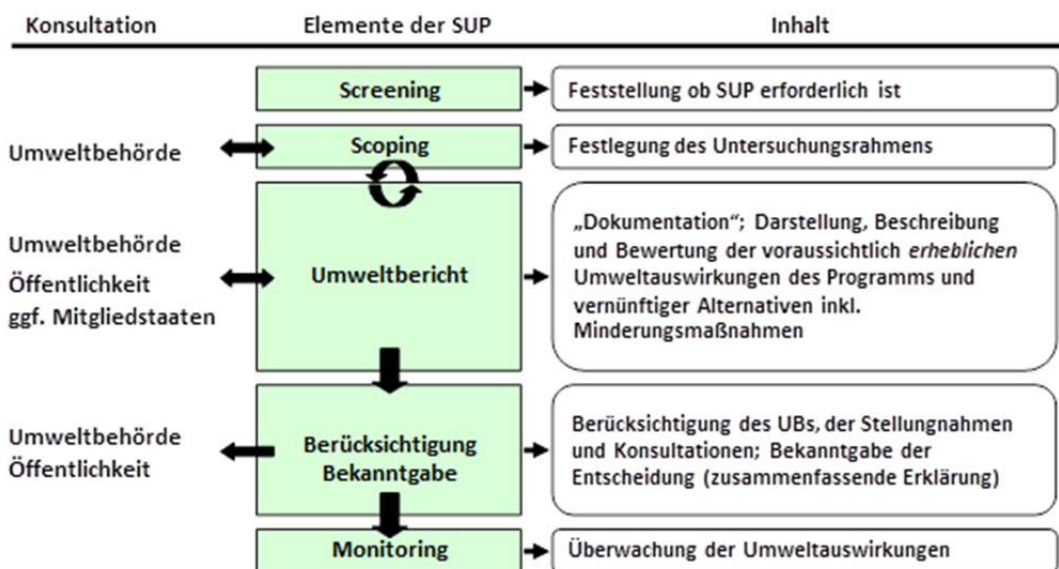 Konsultation Elemente der SUP Inhalt
Screening
Feststellung ob SUP erforderlich ist
Umweltbehörde
Scoping
Festlegung des Untersuchungsrahmens
Umweltbehörde
Öffentlichkeit
ggf. Mitgliedstaaten
Umweltbericht
„Dokumentation“; Darstellung, Beschreibung
und Bewertung der voraussichtlich erheblichen
Umweltauswirkungen des Programms und
vernünftiger Alternativen inkl.
Minderungsmaßnahmen
Umweltbehörde
Öffentlichkeit
Berücksichtigung
Bekanntgabe
Berücksichtigung des UBs, der Stellungnahmen
und Konsultationen; Bekanntgabe der
Entscheidung (zusammenfassende Erklärung)
Monitoring
Überwachung der Umweltauswirkungen